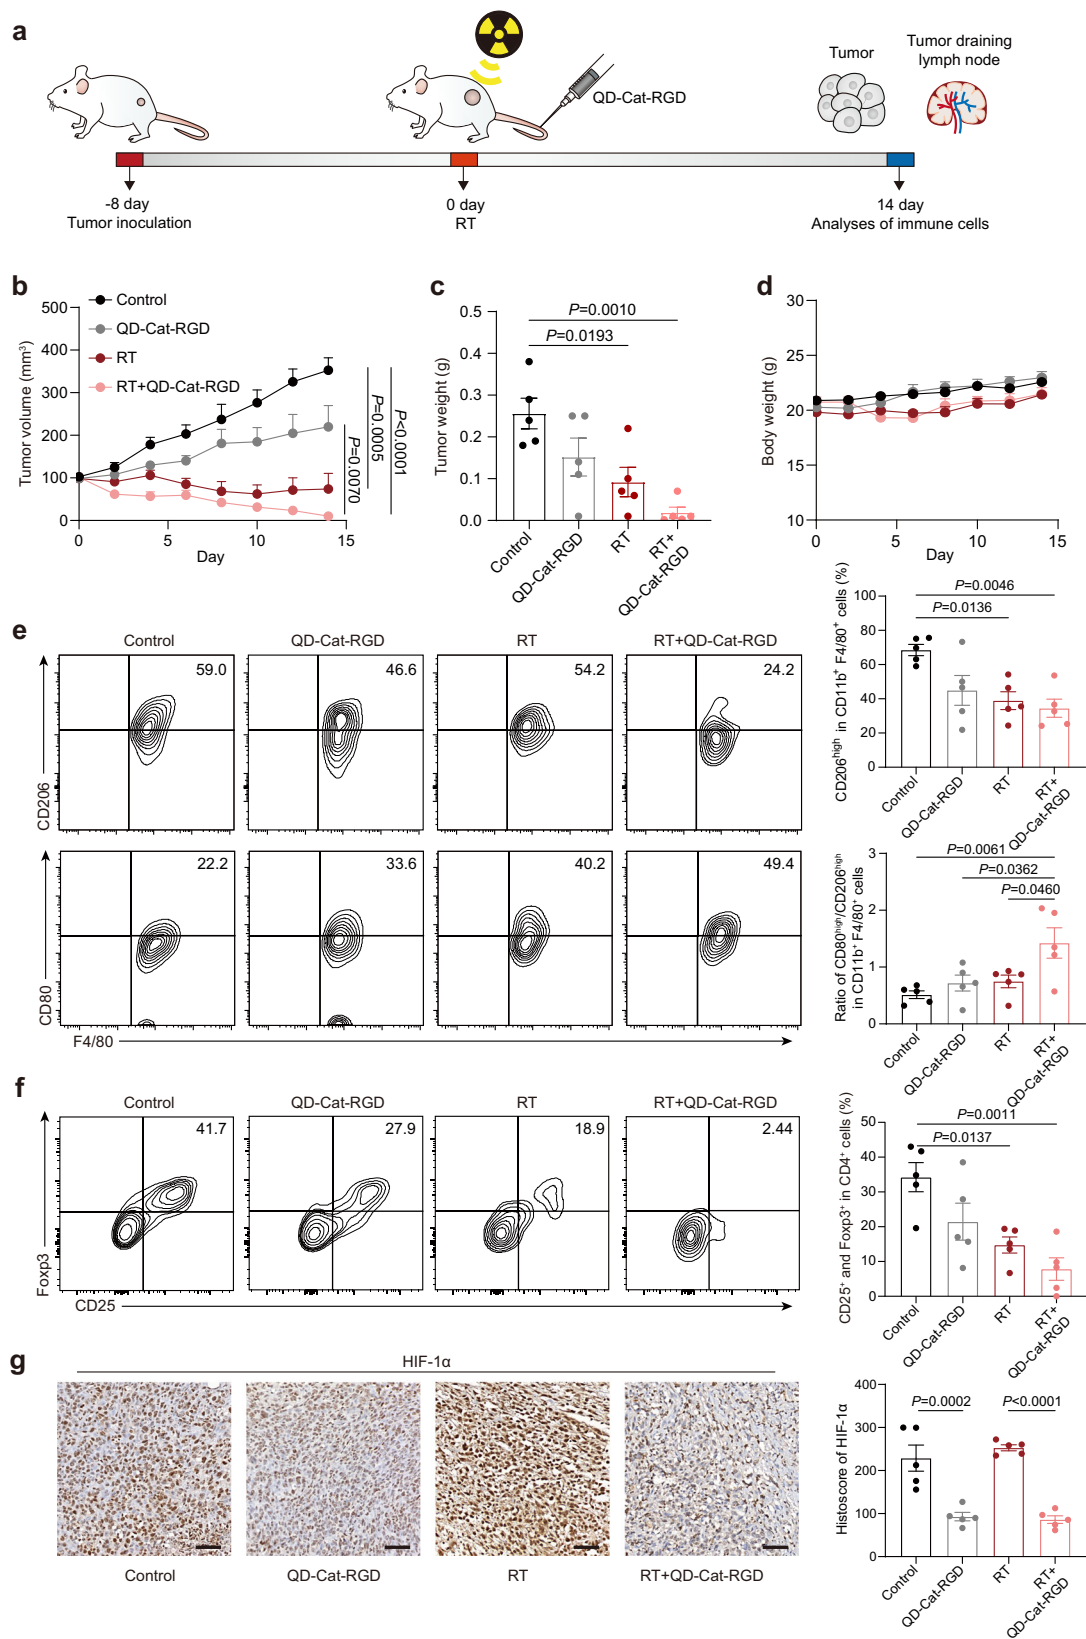 a
QD-Cat-RGD
Tumor
Tumor draining
lymph node
-8 day
Tumor inoculation
0 day
RT
14 day
Analyses of immune cells
b
Tumor volume (mm³)
500
400
300
200
100
0
0
5
10
15
Day
Control
QD-Cat-RGD
RT
RT+QD-Cat-RGD
P=0.0070
P=0.0005
P<0.0001
c
Tumor weight (g)
0.5
0.4
0.3
0.2
0.1
0.0
P=0.0010
P=0.0193
Control
QD-Cat-RGD
RT
RT+
QD-Cat-RGD
d
Body weight (g)
30
25
20
15
10
0
5
10
15
Day
e
Control
QD-Cat-RGD
RT
RT+QD-Cat-RGD
59.0
46.6
54.2
24.2
CD206
22.2
33.6
40.2
49.4
CD80
F4/80
CD206ʰⁱᵍʰ in CD11b⁺ F4/80⁺ cells (%)
100
80
60
40
20
0
P=0.0046
P=0.0136
Control
QD-Cat-RGD
RT
RT+
QD-Cat-RGD
Ratio of CD80ʰⁱᵍʰ/CD206ʰⁱᵍʰ
in CD11b⁺ F4/80⁺ cells
3
2
1
0
P=0.0061
P=0.0362
P=0.0460
Control
QD-Cat-RGD
RT
RT+
QD-Cat-RGD
f
Control
QD-Cat-RGD
RT
RT+QD-Cat-RGD
41.7
27.9
18.9
2.44
Foxp3
CD25
CD25⁺ and Foxp3⁺ in CD4⁺ cells (%)
50
40
30
20
10
0
P=0.0011
P=0.0137
Control
QD-Cat-RGD
RT
RT+
QD-Cat-RGD
g
HIF-1α
Control
QD-Cat-RGD
RT
RT+QD-Cat-RGD
Histoscore of HIF-1α
400
300
200
100
0
P=0.0002
P<0.0001
Control
QD-Cat-RGD
RT
RT+
QD-Cat-RGD